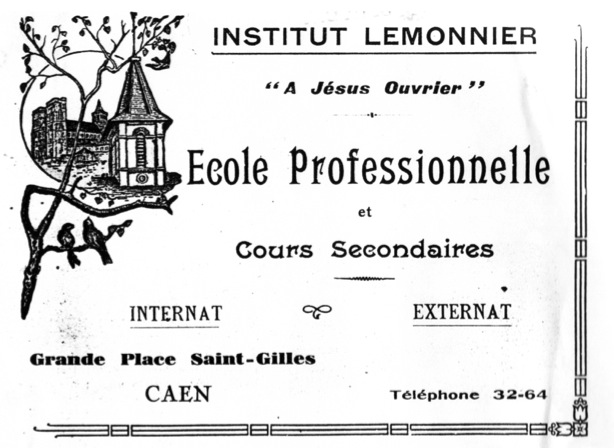 INSTITUT LEMONNIER
"A Jésus Ouvrier"
Ecole Professionnelle
et
Cours Secondaires
INTERNAT
EXTERNAT
Grande Place Saint-Gilles
CAEN
Téléphone 32-64